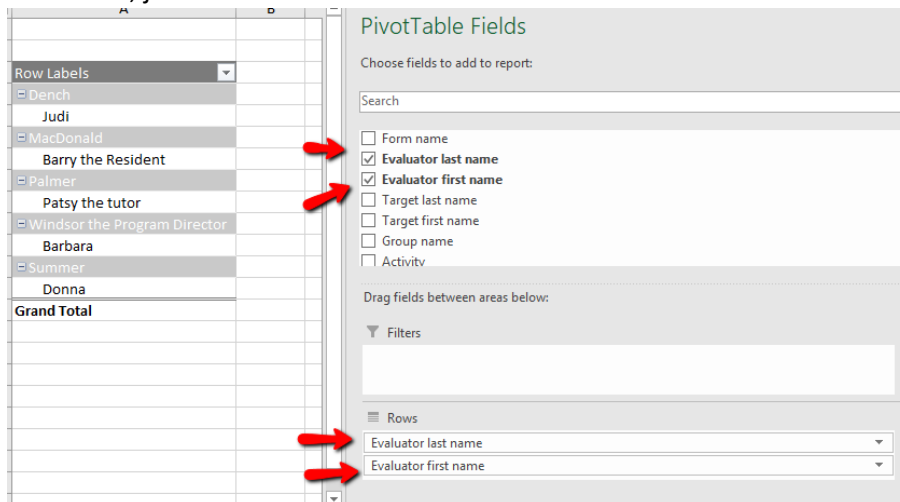 A
B
Row Labels
Dench
Judi
MacDonald
Barry the Resident
Palmer
Patsy the tutor
Windsor the Program Director
Barbara
Summer
Donna
Grand Total
PivotTable Fields
Choose fields to add to report:
Search
Form name
Evaluator last name
Evaluator first name
Target last name
Target first name
Group name
Activity
Drag fields between areas below:
Filters
Rows
Evaluator last name
Evaluator first name